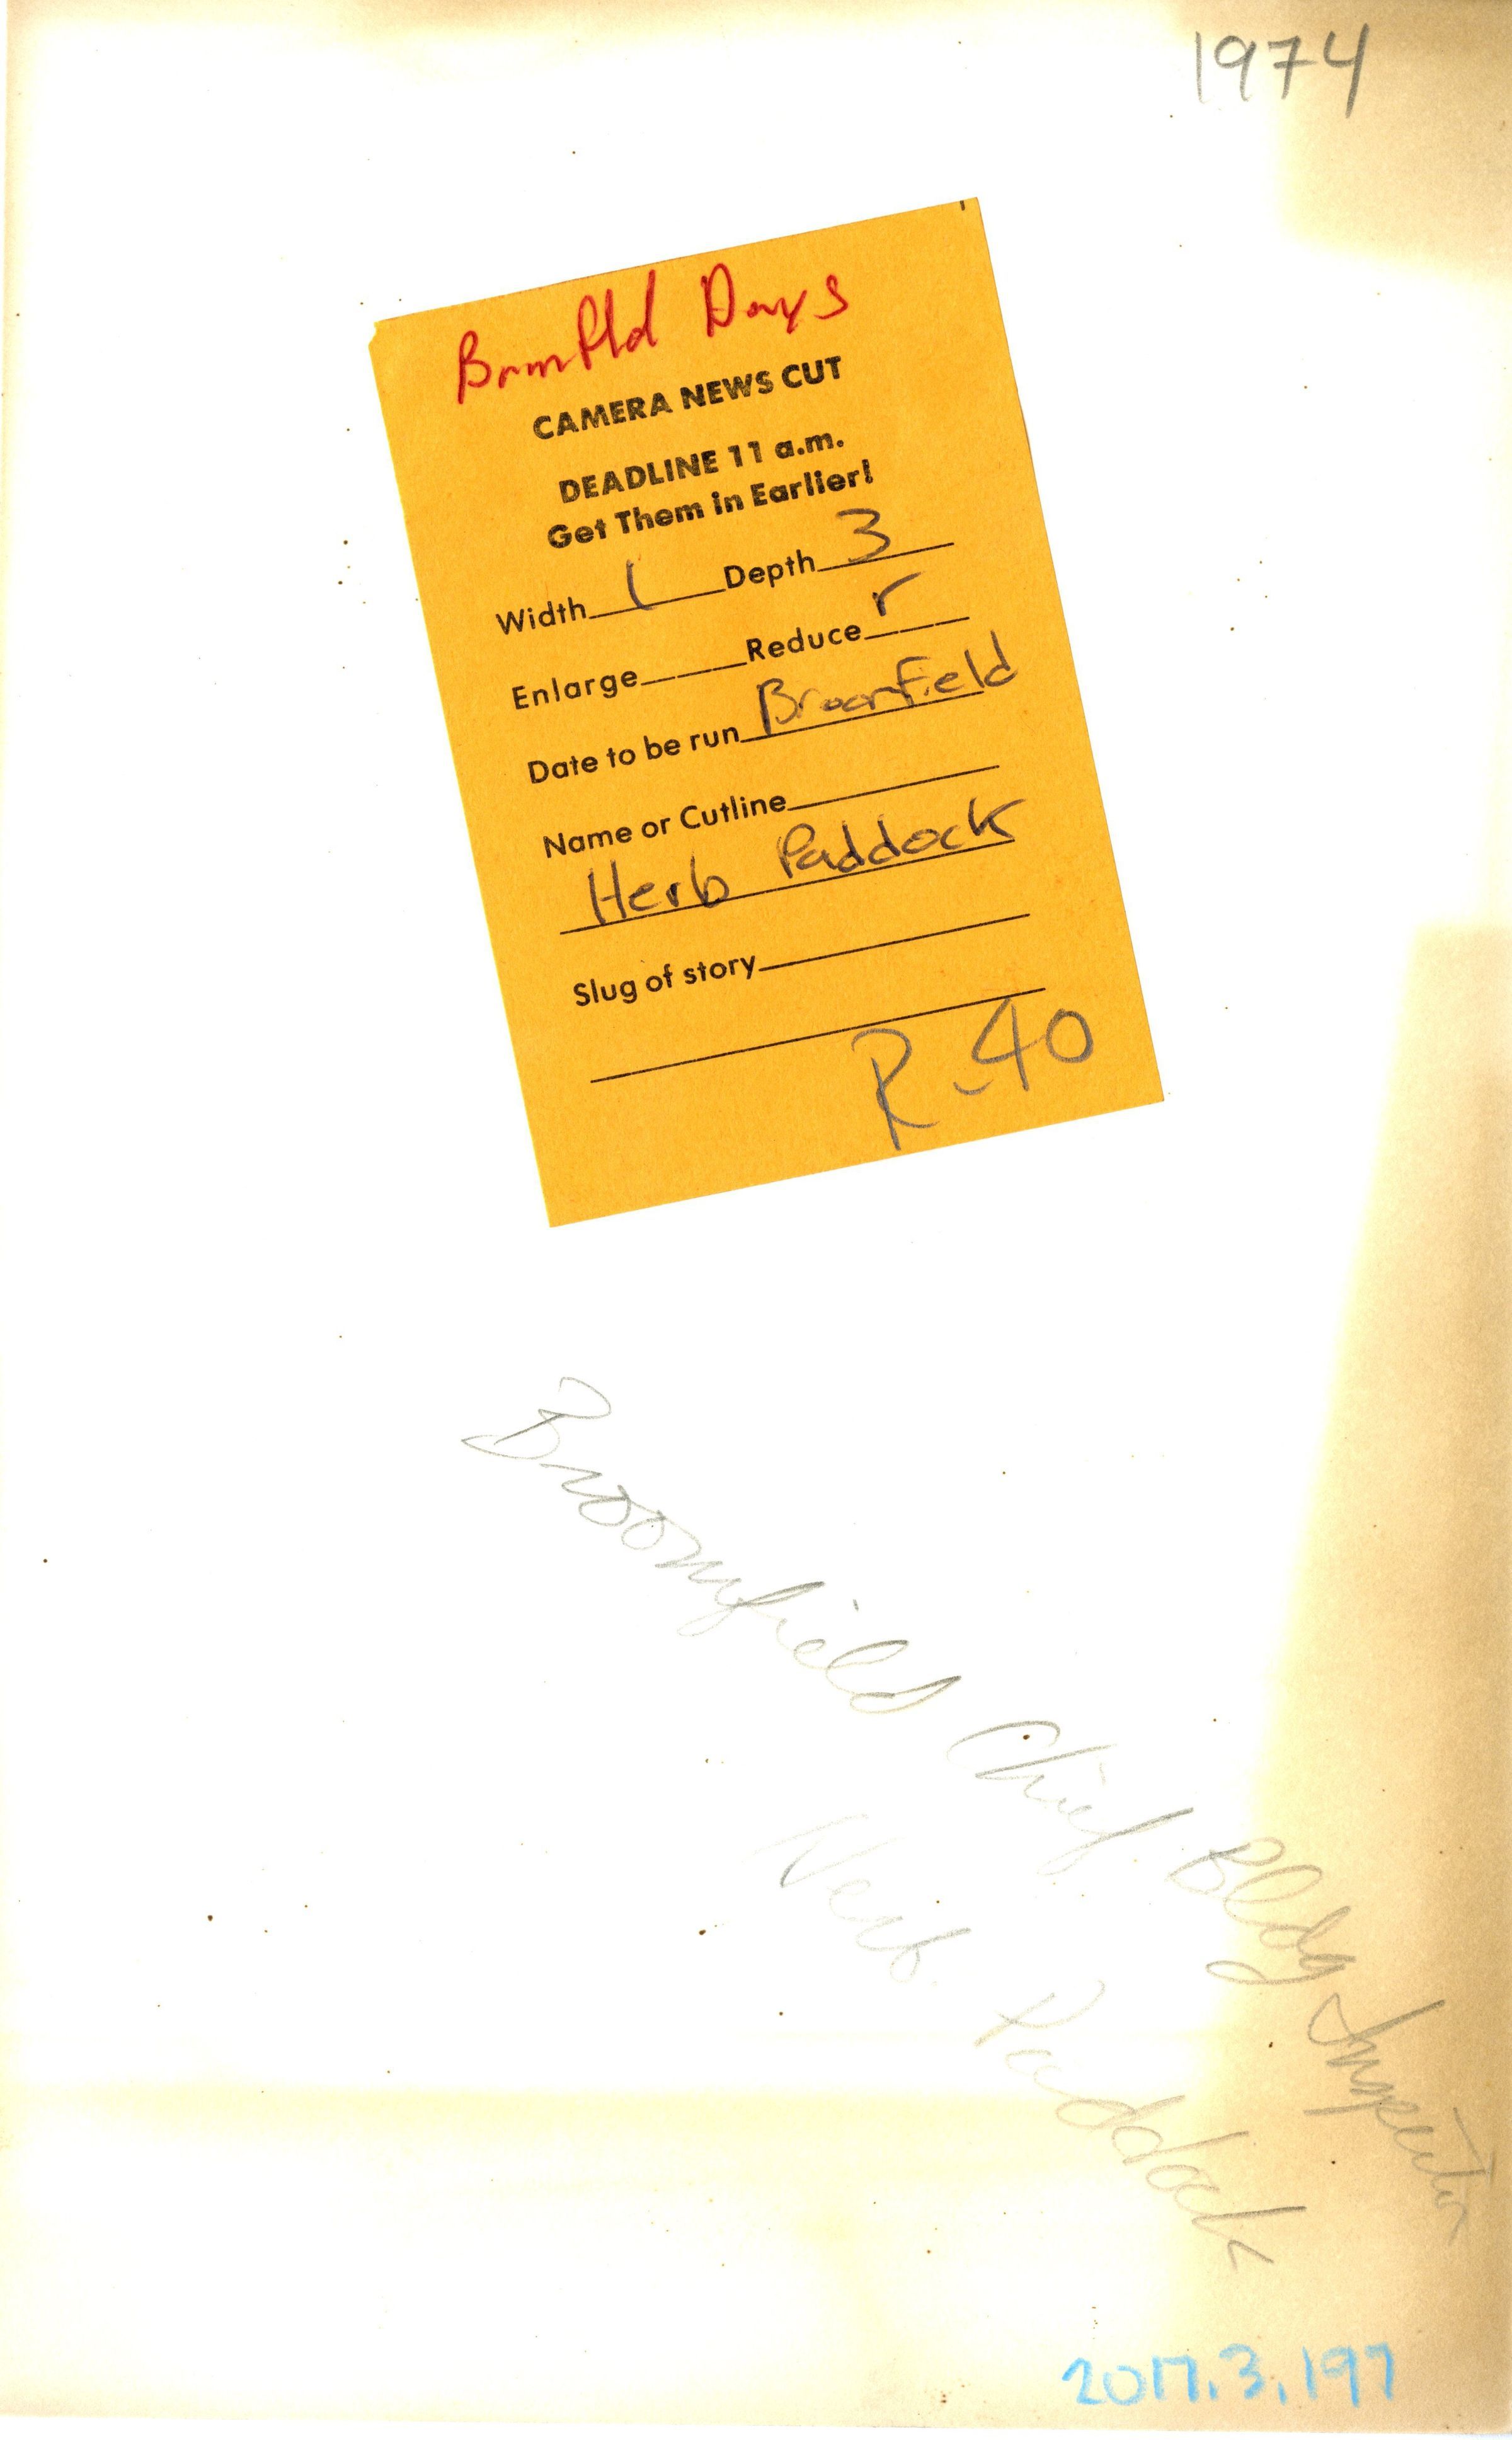 1974
Brmfld Days
CAMERA NEWS CUT
DEADLINE 11 a.m.
Get Them in Earlier!
Width 1 Depth 3
Enlarge Reduce r
Date to be run Broomfield
Name or Cutline
Herb Paddock
Slug of story
R-40
Broomfield Chief Bldg Inspector
Herb Paddock
2017.3.197